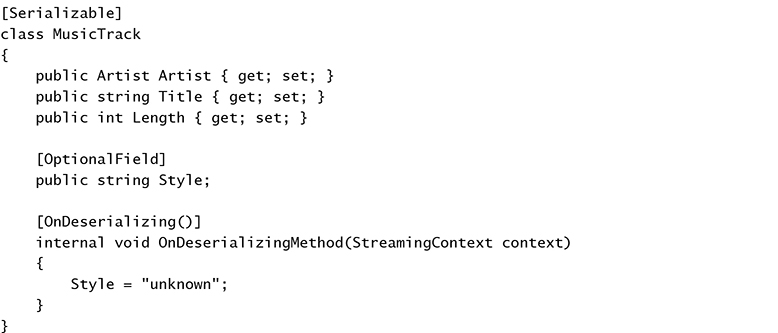 [Serializable]
class MusicTrack
{
    public Artist Artist { get; set; }
    public string Title { get; set; }
    public int Length { get; set; }

    [OptionalField]
    public string Style;

    [OnDeserializing()]
    internal void OnDeserializingMethod(StreamingContext context)
    {
        Style = "unknown";
    }
}